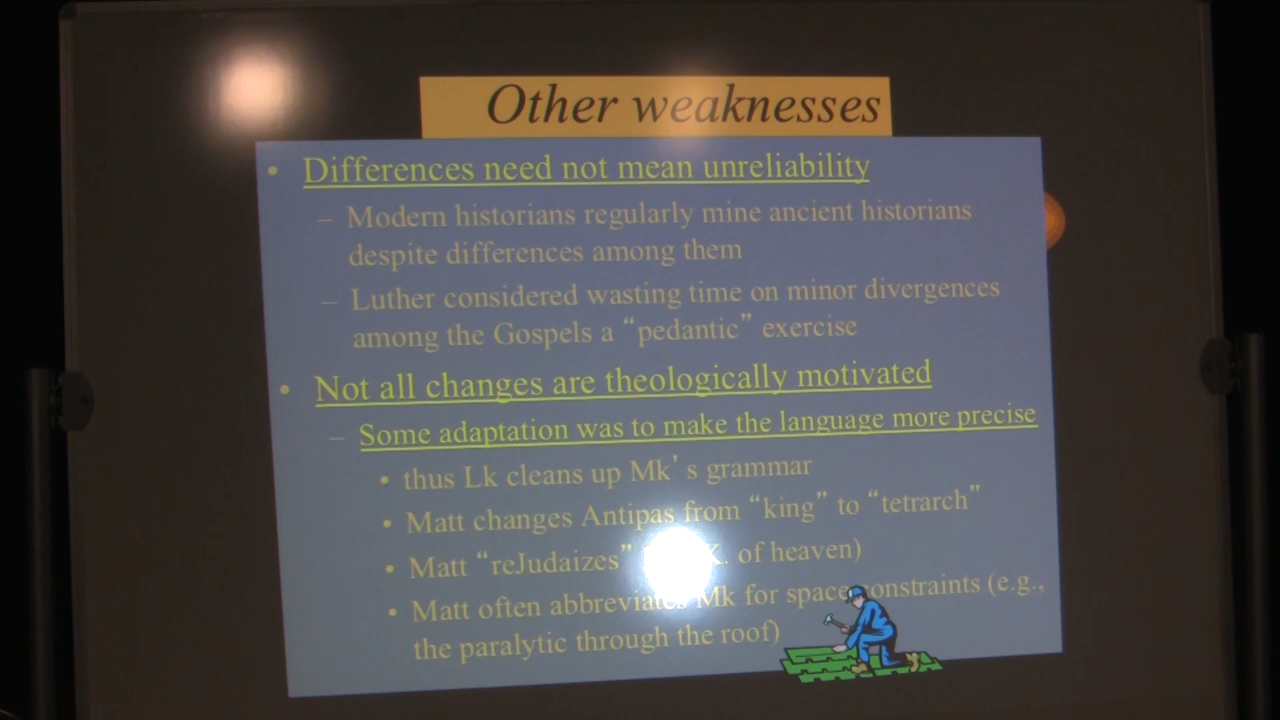 Other weaknesses
• Differences need not mean unreliability
– Modern historians regularly mine ancient historians
despite differences among them
– Luther considered wasting time on minor divergences
among the Gospels a “pedantic” exercise
• Not all changes are theologically motivated
– Some adaptation was to make the language more precise
• thus Lk cleans up Mk’s grammar
• Matt changes Antipas from “king” to “tetrarch”
• Matt “reJudaizes” K. of heaven)
• Matt often abbreviates Mk for space constraints (e.g.,
the paralytic through the roof)